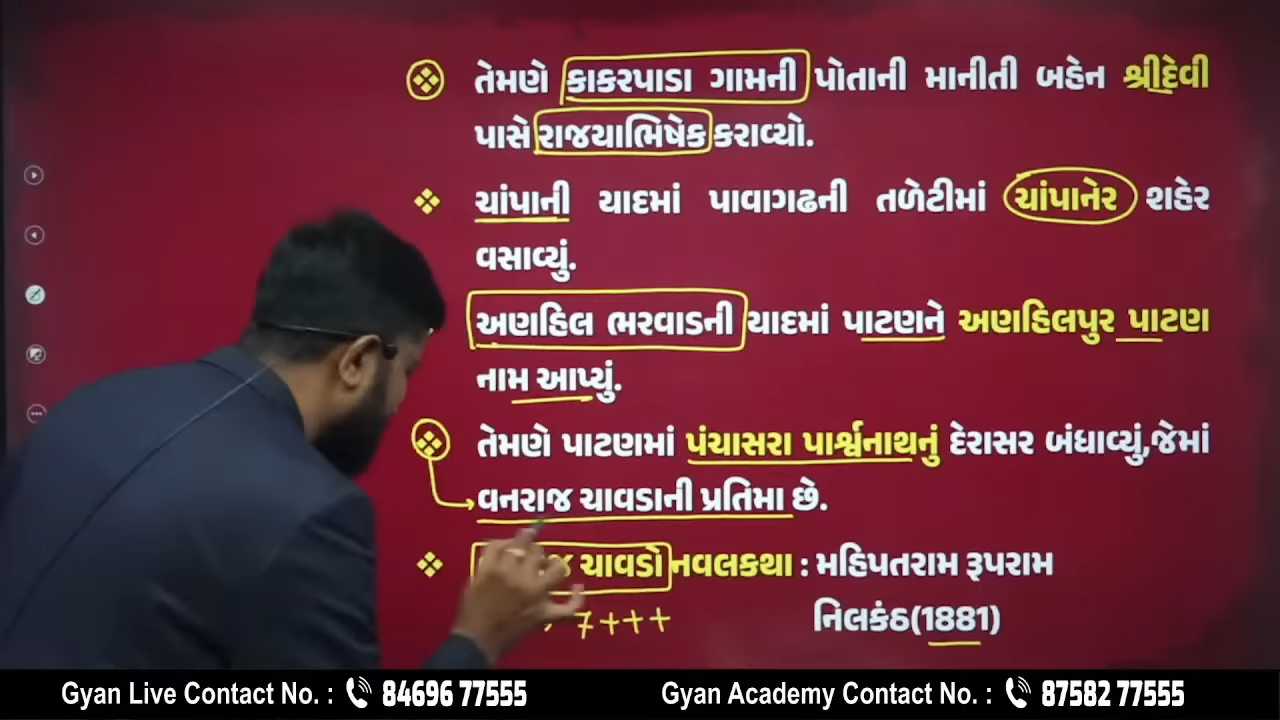 તેમણે કાકરપાડા ગામની પોતાની માનીતી બહેન શ્રીદેવી
પાસે રાજયાભિષેક કરાવ્યો.
ચાંપાની યાદમાં પાવાગઢની તળેટીમાં ચાંપાનેર શહેર
વસાવ્યું.
અણહિલ ભરવાડની યાદમાં પાટણને અણહિલપુર પાટણ
નામ આપ્યું.
તેમણે પાટણમાં પંચાસરા પાર્શ્વનાથનું દેરાસર બંધાવ્યું,જેમાં
વનરાજ ચાવડાની પ્રતિમા છે.
ચાવડો નવલકથા : મહિપતરામ રૂપરામ
7+++ નિલકંઠ(1881)
Gyan Live Contact No. : 84696 77555 Gyan Academy Contact No. : 87582 77555